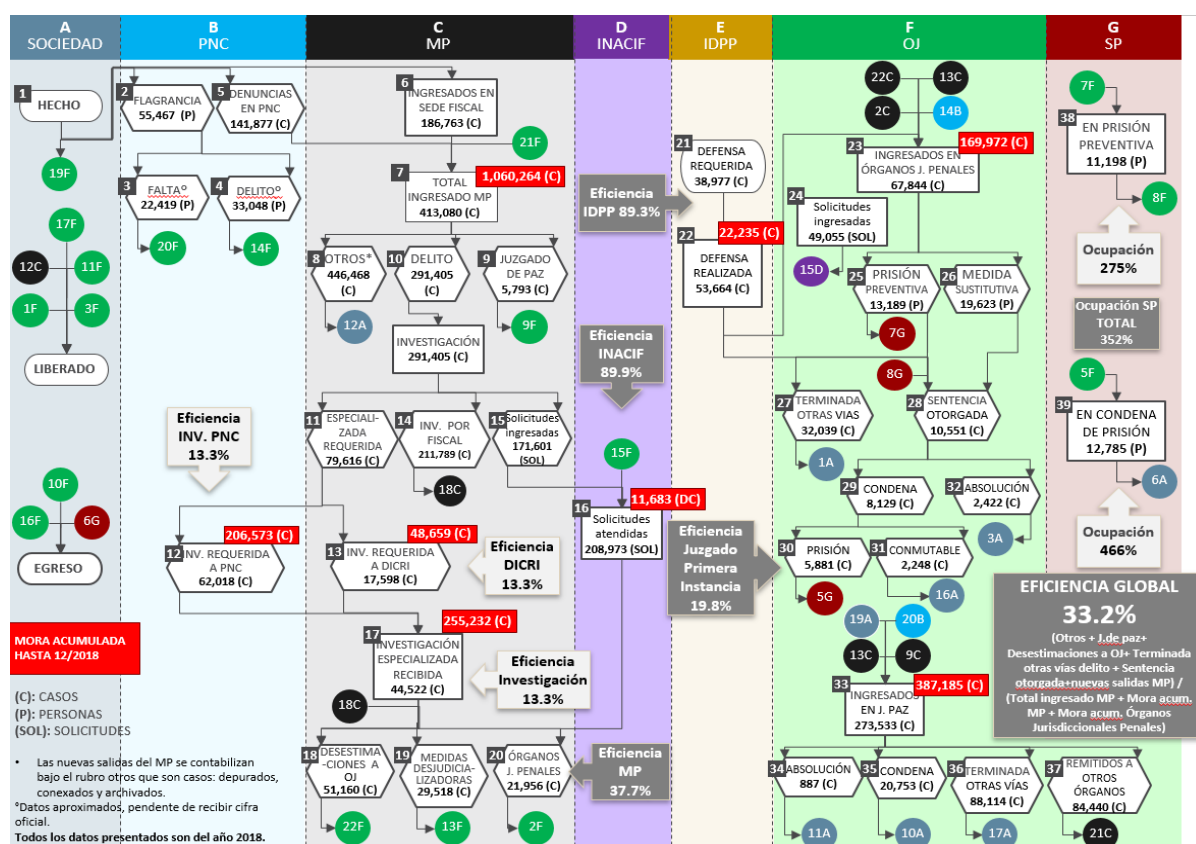 A
SOCIEDAD
B
PNC
C
MP
D
INACIF
E
IDPP
F
OJ
G
SP
1
HECHO
19F
17F
12C
11F
1F
3F
LIBERADO
10F
16F
6G
EGRESO
MORA ACUMULADA
HASTA 12/2018
(C): CASOS
(P): PERSONAS
(SOL): SOLICITUDES
• Las nuevas salidas del MP se contabilizan
bajo el rubro otros que son casos: depurados,
conexados y archivados.
°Datos aproximados, pendente de recibir cifra
oficial.
Todos los datos presentados son del año 2018.
2
FLAGRANCIA
55,467 (P)
5
DENUNCIAS
EN PNC
141,877 (C)
3
FALTA°
22,419 (P)
4
DELITO°
33,048 (P)
20F
14F
Eficiencia
INV. PNC
13.3%
206,573 (C)
12
INV. REQUERIDA
A PNC
62,018 (C)
6
INGRESADOS EN
SEDE FISCAL
186,763 (C)
21F
7
1,060,264 (C)
TOTAL
INGRESADO MP
413,080 (C)
8
OTROS*
446,468
(C)
10
DELITO
291,405
(C)
9
JUZGADO
DE PAZ
5,793 (C)
12A
9F
INVESTIGACIÓN
291,405 (C)
11
ESPECIALI-
ZADA
REQUERIDA
79,616 (C)
14
INV. POR
FISCAL
211,789 (C)
15
Solicitudes
ingresadas
171,601
(SOL)
18C
48,659 (C)
13
INV. REQUERIDA
A DICRI
17,598 (C)
Eficiencia
DICRI
13.3%
255,232 (C)
17
INVESTIGACIÓN
ESPECIALIZADA
RECIBIDA
44,522 (C)
Eficiencia
Investigación
13.3%
18C
18
DESESTIMA
-CIONES A
OJ
51,160 (C)
19
MEDIDAS
DESJUDICIA-
LIZADORAS
29,518 (C)
20
ÓRGANOS
J. PENALES
21,956 (C)
22F
13F
2F
Eficiencia
MP
37.7%
Eficiencia
IDPP 89.3%
Eficiencia
INACIF
89.9%
15F
11,683 (DC)
16
Solicitudes
atendidas
208,973 (SOL)
21
DEFENSA
REQUERIDA
38,977 (C)
22,235 (C)
22
DEFENSA
REALIZADA
53,664 (C)
Eficiencia
Juzgado
Primera
Instancia
19.8%
22C
13C
2C
14B
169,972 (C)
23
INGRESADOS EN
ÓRGANOS J. PENALES
67,844 (C)
24
Solicitudes
ingresadas
49,055 (SOL)
15D
25
PRISIÓN
PREVENTIVA
13,189 (P)
26
MEDIDA
SUSTITUTIVA
19,623 (P)
7G
8G
27
TERMINADA
OTRAS VIAS
32,039 (C)
28
SENTENCIA
OTORGADA
10,551 (C)
1A
29
CONDENA
8,129 (C)
32
ABSOLUCIÓN
2,422 (C)
3A
30
PRISIÓN
5,881 (C)
31
CONMUTABLE
2,248 (C)
5G
16A
19A
20B
13C
9C
387,185 (C)
33
INGRESADOS
EN J. PAZ
273,533 (C)
34
ABSOLUCIÓN
887 (C)
35
CONDENA
20,753 (C)
36
TERMINADA
OTRAS VÍAS
88,114 (C)
37
REMITIDOS A
OTROS
ÓRGANOS
84,440 (C)
11A
10A
17A
21C
7F
38
EN PRISIÓN
PREVENTIVA
11,198 (P)
8F
Ocupación
275%
Ocupación SP
TOTAL
352%
5F
39
EN CONDENA
DE PRISIÓN
12,785 (P)
6A
Ocupación
466%
EFICIENCIA GLOBAL
33.2%
(Otros + J.de paz+
Desestimaciones a OJ+ Terminada
otras vías delito + Sentencia
otorgada+nuevas salidas MP) /
(Total ingresado MP + Mora acum.
MP + Mora acum. Órganos
Jurisdiccionales Penales)